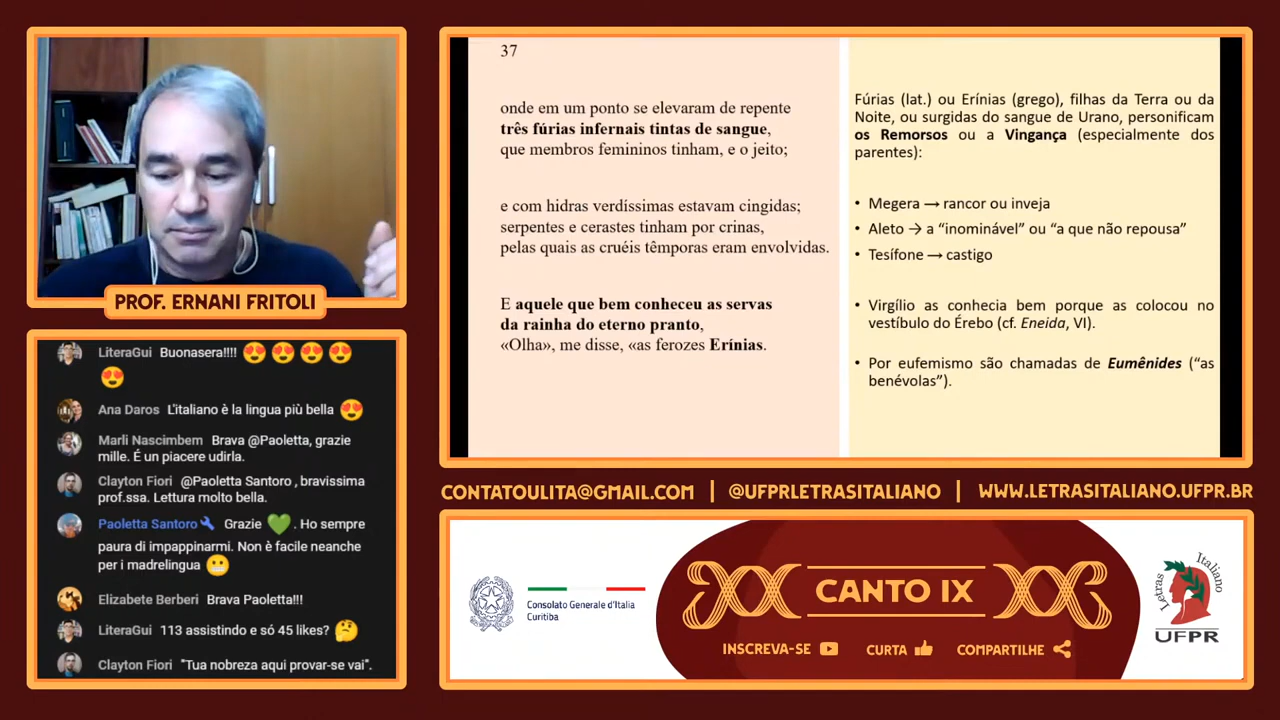 PROF. ERNANI FRITOLI
LiteraGui Buonasera!!!! 😍 😍 😍 😍
😍
Ana Daros L'italiano è la lingua più bella 😍
Marli Nascimbem Brava @Paoletta, grazie
mille. É un piacere udirla.
Clayton Fiori @Paoletta Santoro , bravissima
prof.ssa. Lettura molto bella.
Paoletta Santoro Grazie 💚 . Ho sempre
paura di impappinarmi. Non è facile neanche
per i madrelingua 😬
Elizabete Berberi Brava Paoletta!!!
LiteraGui 113 assistindo e só 45 likes? 🤔
Clayton Fiori "Tua nobreza aqui provar-se vai".
37
onde em um ponto se elevaram de repente
três fúrias infernais tintas de sangue,
que membros femininos tinham, e o jeito;
e com hidras verdíssimas estavam cingidas;
serpentes e cerastes tinham por crinas,
pelas quais as cruéis têmporas eram envolvidas.
E aquele que bem conheceu as servas
da rainha do eterno pranto,
«Olha», me disse, «as ferozes Erínias.
Fúrias (lat.) ou Erínias (grego), filhas da Terra ou da
Noite, ou surgidas do sangue de Urano, personificam
os Remorsos ou a Vingança (especialmente dos
parentes):
• Megera → rancor ou inveja
• Aleto → a “inominável” ou “a que não repousa”
• Tesífone → castigo
• Virgílio as conhecia bem porque as colocou no
vestíbulo do Érebo (cf. Eneida, VI).
• Por eufemismo são chamadas de Eumênides (“as
benévolas”).
CONTATOULITA@GMAIL.COM | @UFPRLETRASITALIANO | WWW.LETRASITALIANO.UFPR.BR
Consolato Generale d'Italia
Curitiba
CANTO IX
INSCREVA-SE CURTA COMPARTILHE
Letras Italiano
UFPR